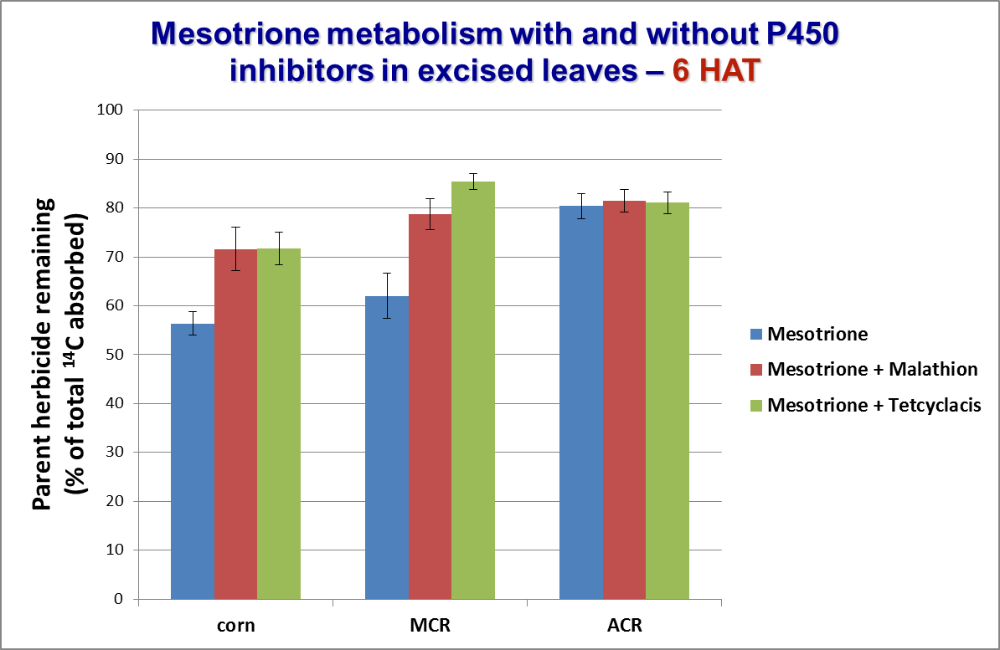 Mesotrione metabolism with and without P450
inhibitors in excised leaves – 6 HAT
Parent herbicide remaining
(% of total ¹⁴C absorbed)
100
90
80
70
60
50
40
30
20
10
0
corn
MCR
ACR
Mesotrione
Mesotrione + Malathion
Mesotrione + Tetcyclacis